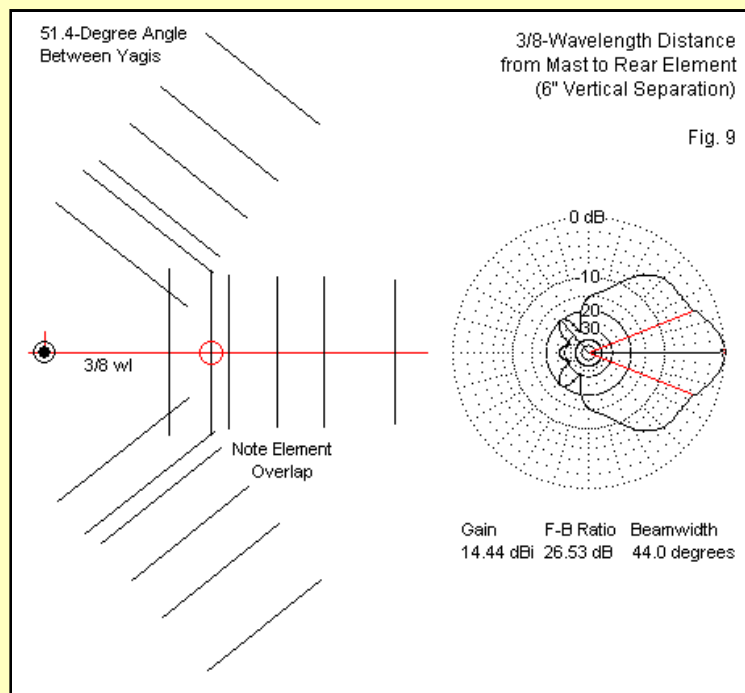 51.4-Degree Angle
Between Yagis
3/8-Wavelength Distance
from Mast to Rear Element
(6" Vertical Separation)
Fig. 9
0 dB
-10
-20
-30
3/8 wl
Note Element
Overlap
Gain F-B Ratio Beamwidth
14.44 dBi 26.53 dB 44.0 degrees